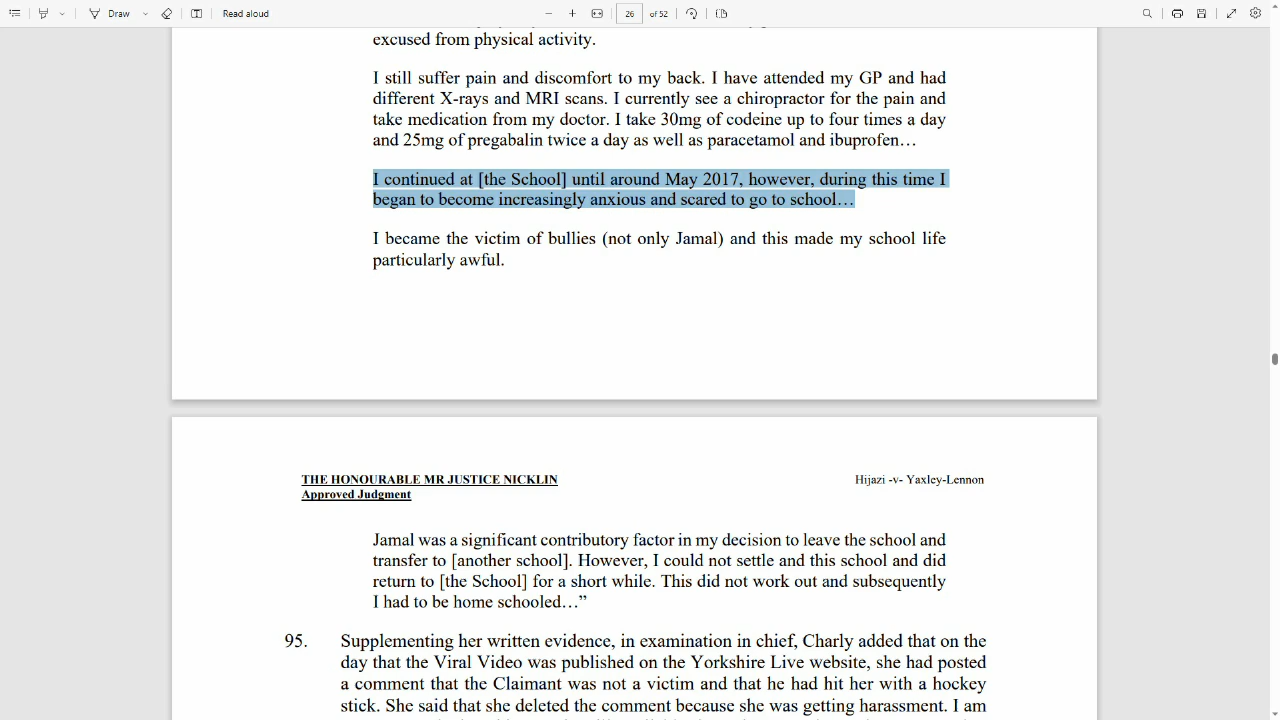 Draw
Read aloud
26 of 52
excused from physical activity.
I still suffer pain and discomfort to my back. I have attended my GP and had
different X-rays and MRI scans. I currently see a chiropractor for the pain and
take medication from my doctor. I take 30mg of codeine up to four times a day
and 25mg of pregabalin twice a day as well as paracetamol and ibuprofen…
I continued at [the School] until around May 2017, however, during this time I
began to become increasingly anxious and scared to go to school…
I became the victim of bullies (not only Jamal) and this made my school life
particularly awful.
THE HONOURABLE MR JUSTICE NICKLIN
Approved Judgment
Hijazi -v- Yaxley-Lennon
Jamal was a significant contributory factor in my decision to leave the school and
transfer to [another school]. However, I could not settle and this school and did
return to [the School] for a short while. This did not work out and subsequently
I had to be home schooled…”
95. Supplementing her written evidence, in examination in chief, Charly added that on the
day that the Viral Video was published on the Yorkshire Live website, she had posted
a comment that the Claimant was not a victim and that he had hit her with a hockey
stick. She said that she deleted the comment because she was getting harassment. I am